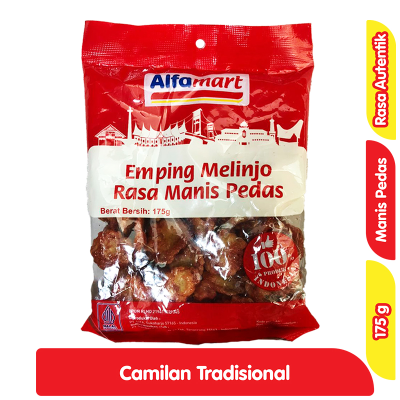 Alfamart
Emping Melinjo
Rasa Manis Pedas
Berat Bersih: 175g
100%
INDONESIA
Rasa Autentik
Manis Pedas
175 g
Camilan Tradisional